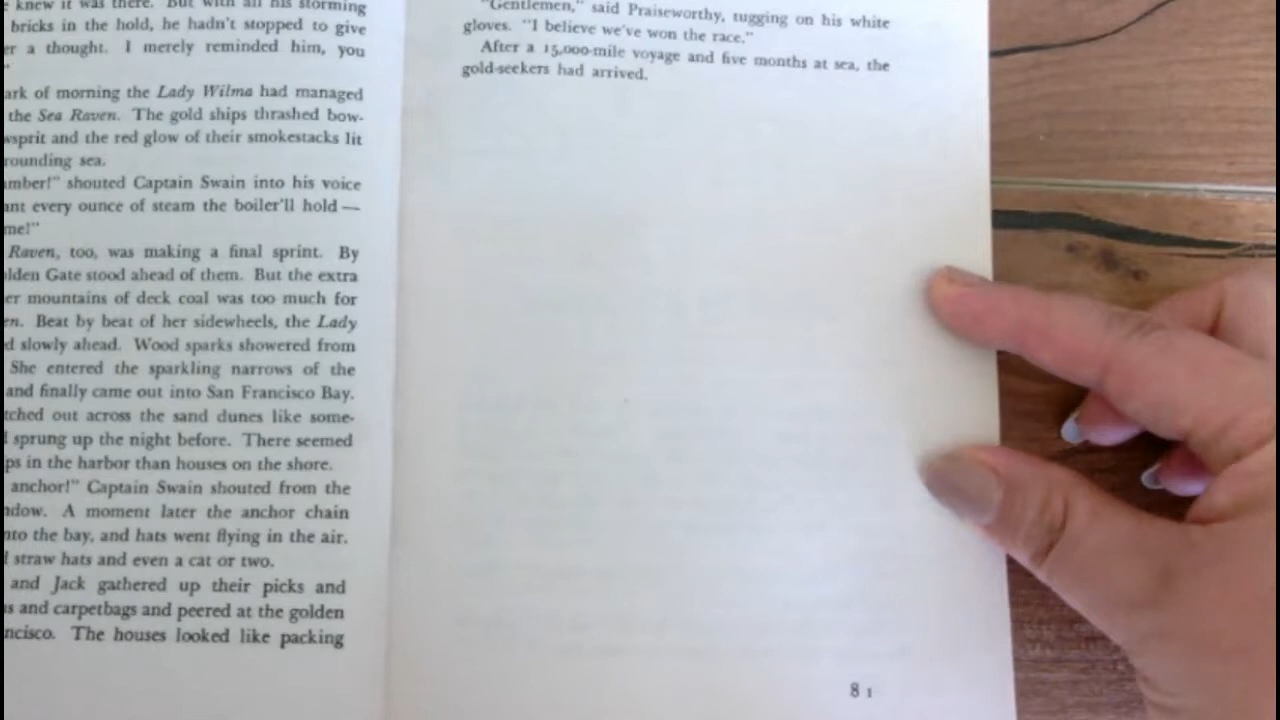 knew it was there. But with all his storming
bricks in the hold, he hadn't stopped to give
er a thought. I merely reminded him, you
"
ark of morning the Lady Wilma had managed
the Sea Raven. The gold ships thrashed bow-
wsprit and the red glow of their smokestacks lit
rounding sea.
mber!" shouted Captain Swain into his voice
ant every ounce of steam the boiler'll hold—
me!"
Raven, too, was making a final sprint. By
lden Gate stood ahead of them. But the extra
er mountains of deck coal was too much for
en. Beat by beat of her sidewheels, the Lady
d slowly ahead. Wood sparks showered from
She entered the sparkling narrows of the
and finally came out into San Francisco Bay.
tched out across the sand dunes like some-
sprung up the night before. There seemed
ps in the harbor than houses on the shore.
anchor!" Captain Swain shouted from the
ndow. A moment later the anchor chain
nto the bay, and hats went flying in the air.
straw hats and even a cat or two.
and Jack gathered up their picks and
s and carpetbags and peered at the golden
ncisco. The houses looked like packing
"Gentlemen," said Praiseworthy, tugging on his white
gloves. "I believe we've won the race."
After a 15,000-mile voyage and five months at sea, the
gold-seekers had arrived.
81